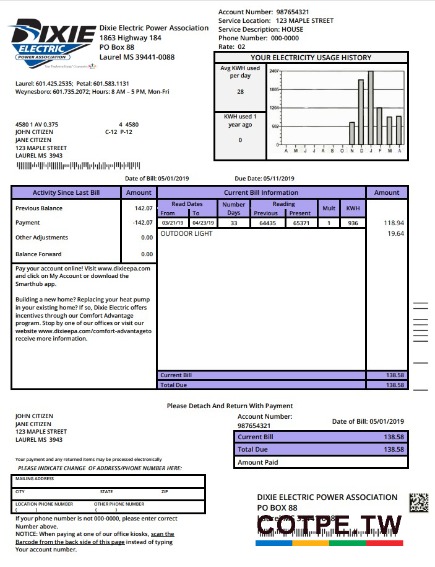 DIXIE
ELECTRIC
POWER ASSOCIATION
Dixie Electric Power Association
1863 Highway 184
PO Box 88
Laurel MS 39441-0088
Laurel: 601.425.2535; Petal: 601.583.1131
Waynesboro: 601.735.2072; Hours: 8 AM – 5 PM, Mon-Fri
Account Number: 987654321
Service Location: 123 MAPLE STREET
Service Description: HOUSE
Phone Number: 000-0000
Rate: 02
YOUR ELECTRICITY USAGE HISTORY
Avg KWH used
per day
28
KWH used 1
year ago
0
A M J J A S O N D J F M A
4580 1 AV 0.375 4 4580
JOHN CITIZEN C-12 P-12
JANE CITIZEN
123 MAPLE STREET
LAUREL MS 3943
Date of Bill: 05/01/2019 Due Date: 05/11/2019
Activity Since Last Bill Amount
Previous Balance 142.07
Payment -142.07
Other Adjustments 0.00
Balance Forward 0.00
Pay your account online! Visit www.dixieepa.com
and click on My Account or download the
Smarthub app.
Building a new home? Replacing your heat pump
in your existing home? If so, Dixie Electric offers
incentives through our Comfort Advantage
program. Stop by one of our offices or visit our
website www.dixieepa/comfort-advantageto
receive more information.
Current Bill Information Amount
Read Dates Number Days Reading Mult KWH
From To Previous Present
03/21/19 04/23/19 33 64435 65371 1 936 118.94
OUTDOOR LIGHT 19.64
Current Bill 138.58
Total Due 138.58
Please Detach And Return With Payment
JOHN CITIZEN
JANE CITIZEN
123 MAPLE STREET
LAUREL MS 3943
Account Number:
987654321
Date of Bill: 05/01/2019
Current Bill 138.58
Total Due 138.58
Amount Paid
Your payment and any returned items may be processed electronically
PLEASE INDICATE CHANGE OF ADDRESS/PHONE NUMBER HERE:
MAILING ADDRESS
CITY STATE ZIP
LOCATION PHONE NUMBER OTHER PHONE NUMBER
( ) ( )
If your phone number is not 000-0000, please enter correct
Number above.
NOTICE: When paying at one of our office kiosks, scan the
Barcode from the back side of this page instead of typing
Your account number.
DIXIE ELECTRIC POWER ASSOCIATION
PO BOX 88